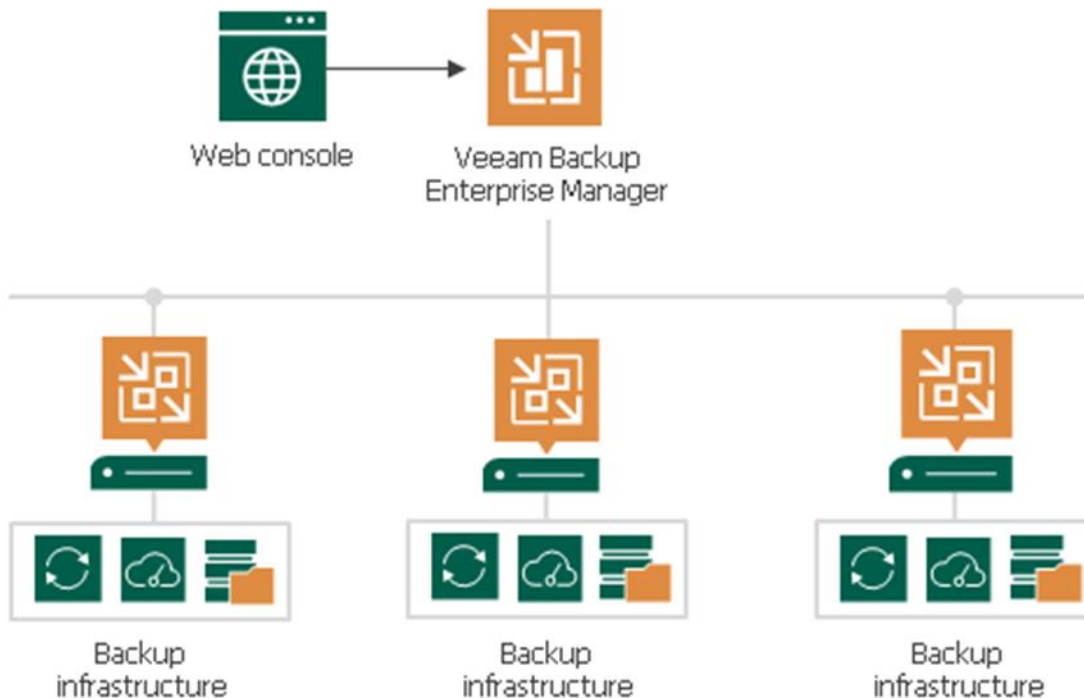 Web console
Veeam Backup
Enterprise Manager
Backup
infrastructure
Backup
infrastructure
Backup
infrastructure